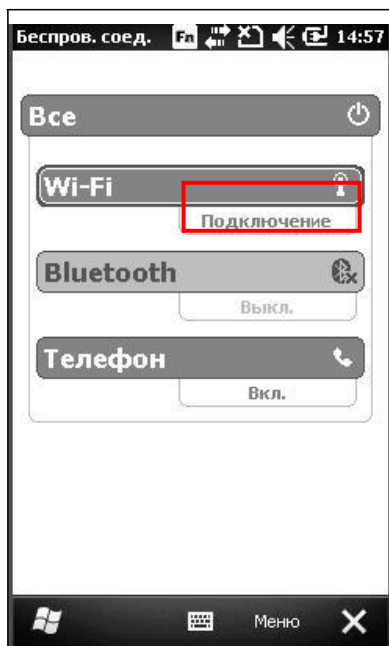 Беспров. соед. Fn 14:57
Все
Wi-Fi
Подключение
Bluetooth
Выкл.
Телефон
Вкл.
Меню